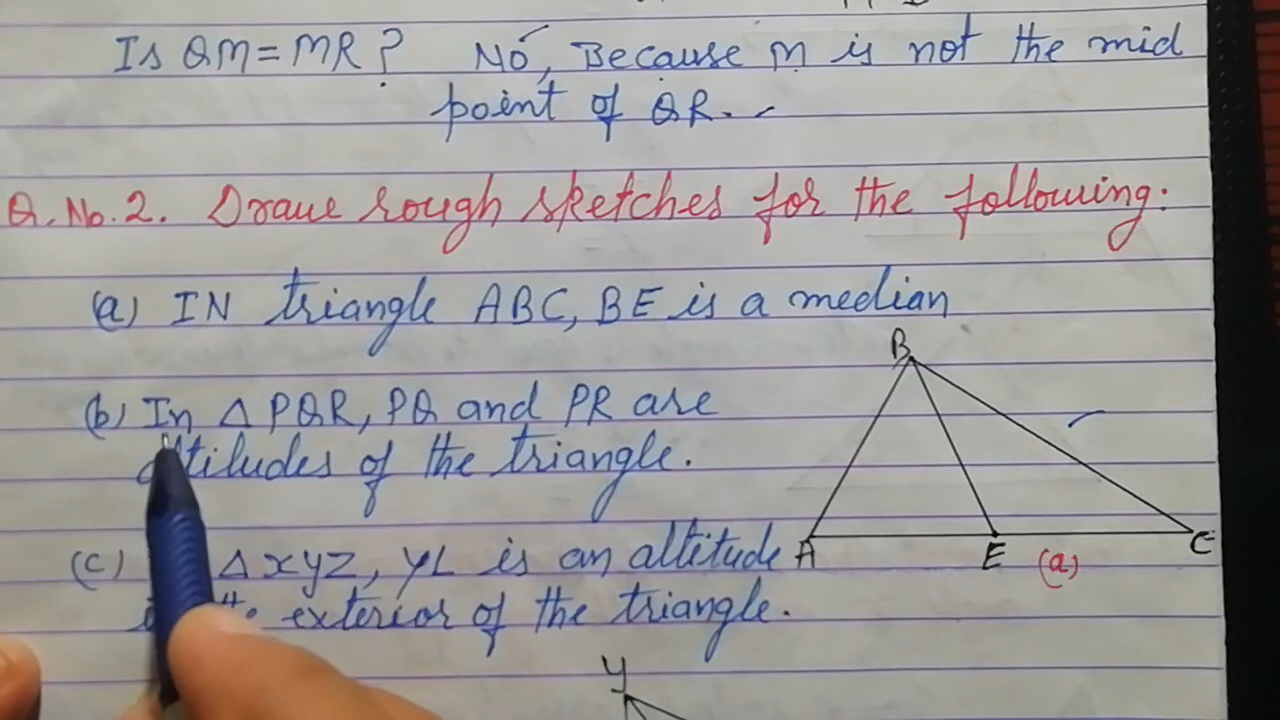 Is QM = MR ? No, Because M is not the mid
point of QR.
Q. No. 2. Draw rough sketches for the following:
(a) IN triangle ABC, BE is a median
B
(b) In △ PQR, PQ and PR are
altitudes of the triangle.
A E (a) C
(c) △ XYZ, YL is an altitude
exterior of the triangle.
Y